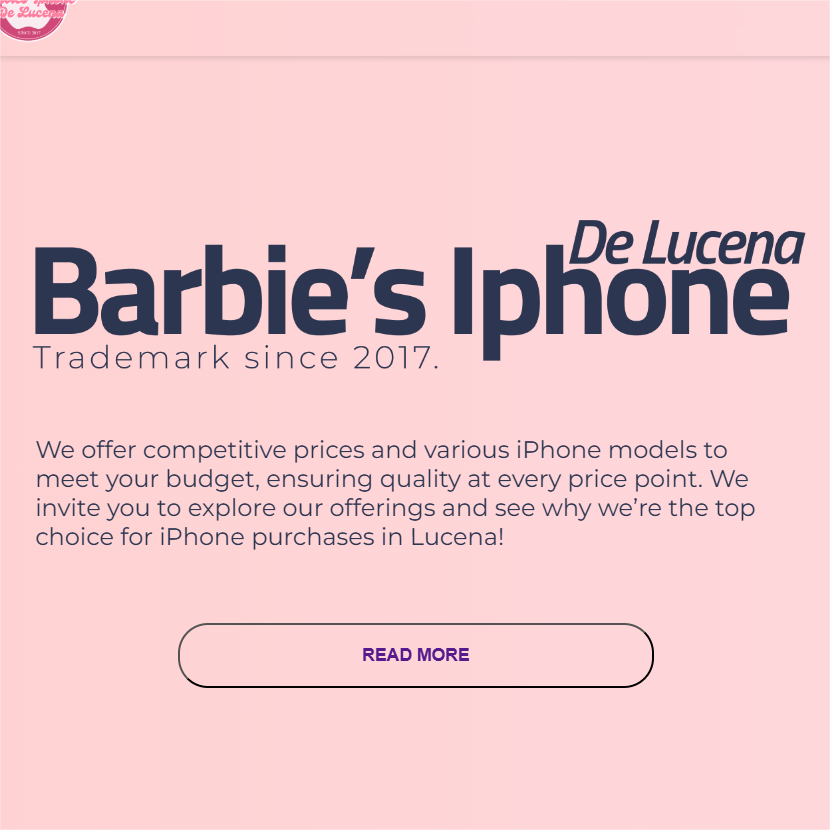 De Lucena
SINCE 2017
De Lucena
Barbie’s Iphone
Trademark since 2017.
We offer competitive prices and various iPhone models to
meet your budget, ensuring quality at every price point. We
invite you to explore our offerings and see why we’re the top
choice for iPhone purchases in Lucena!
READ MORE